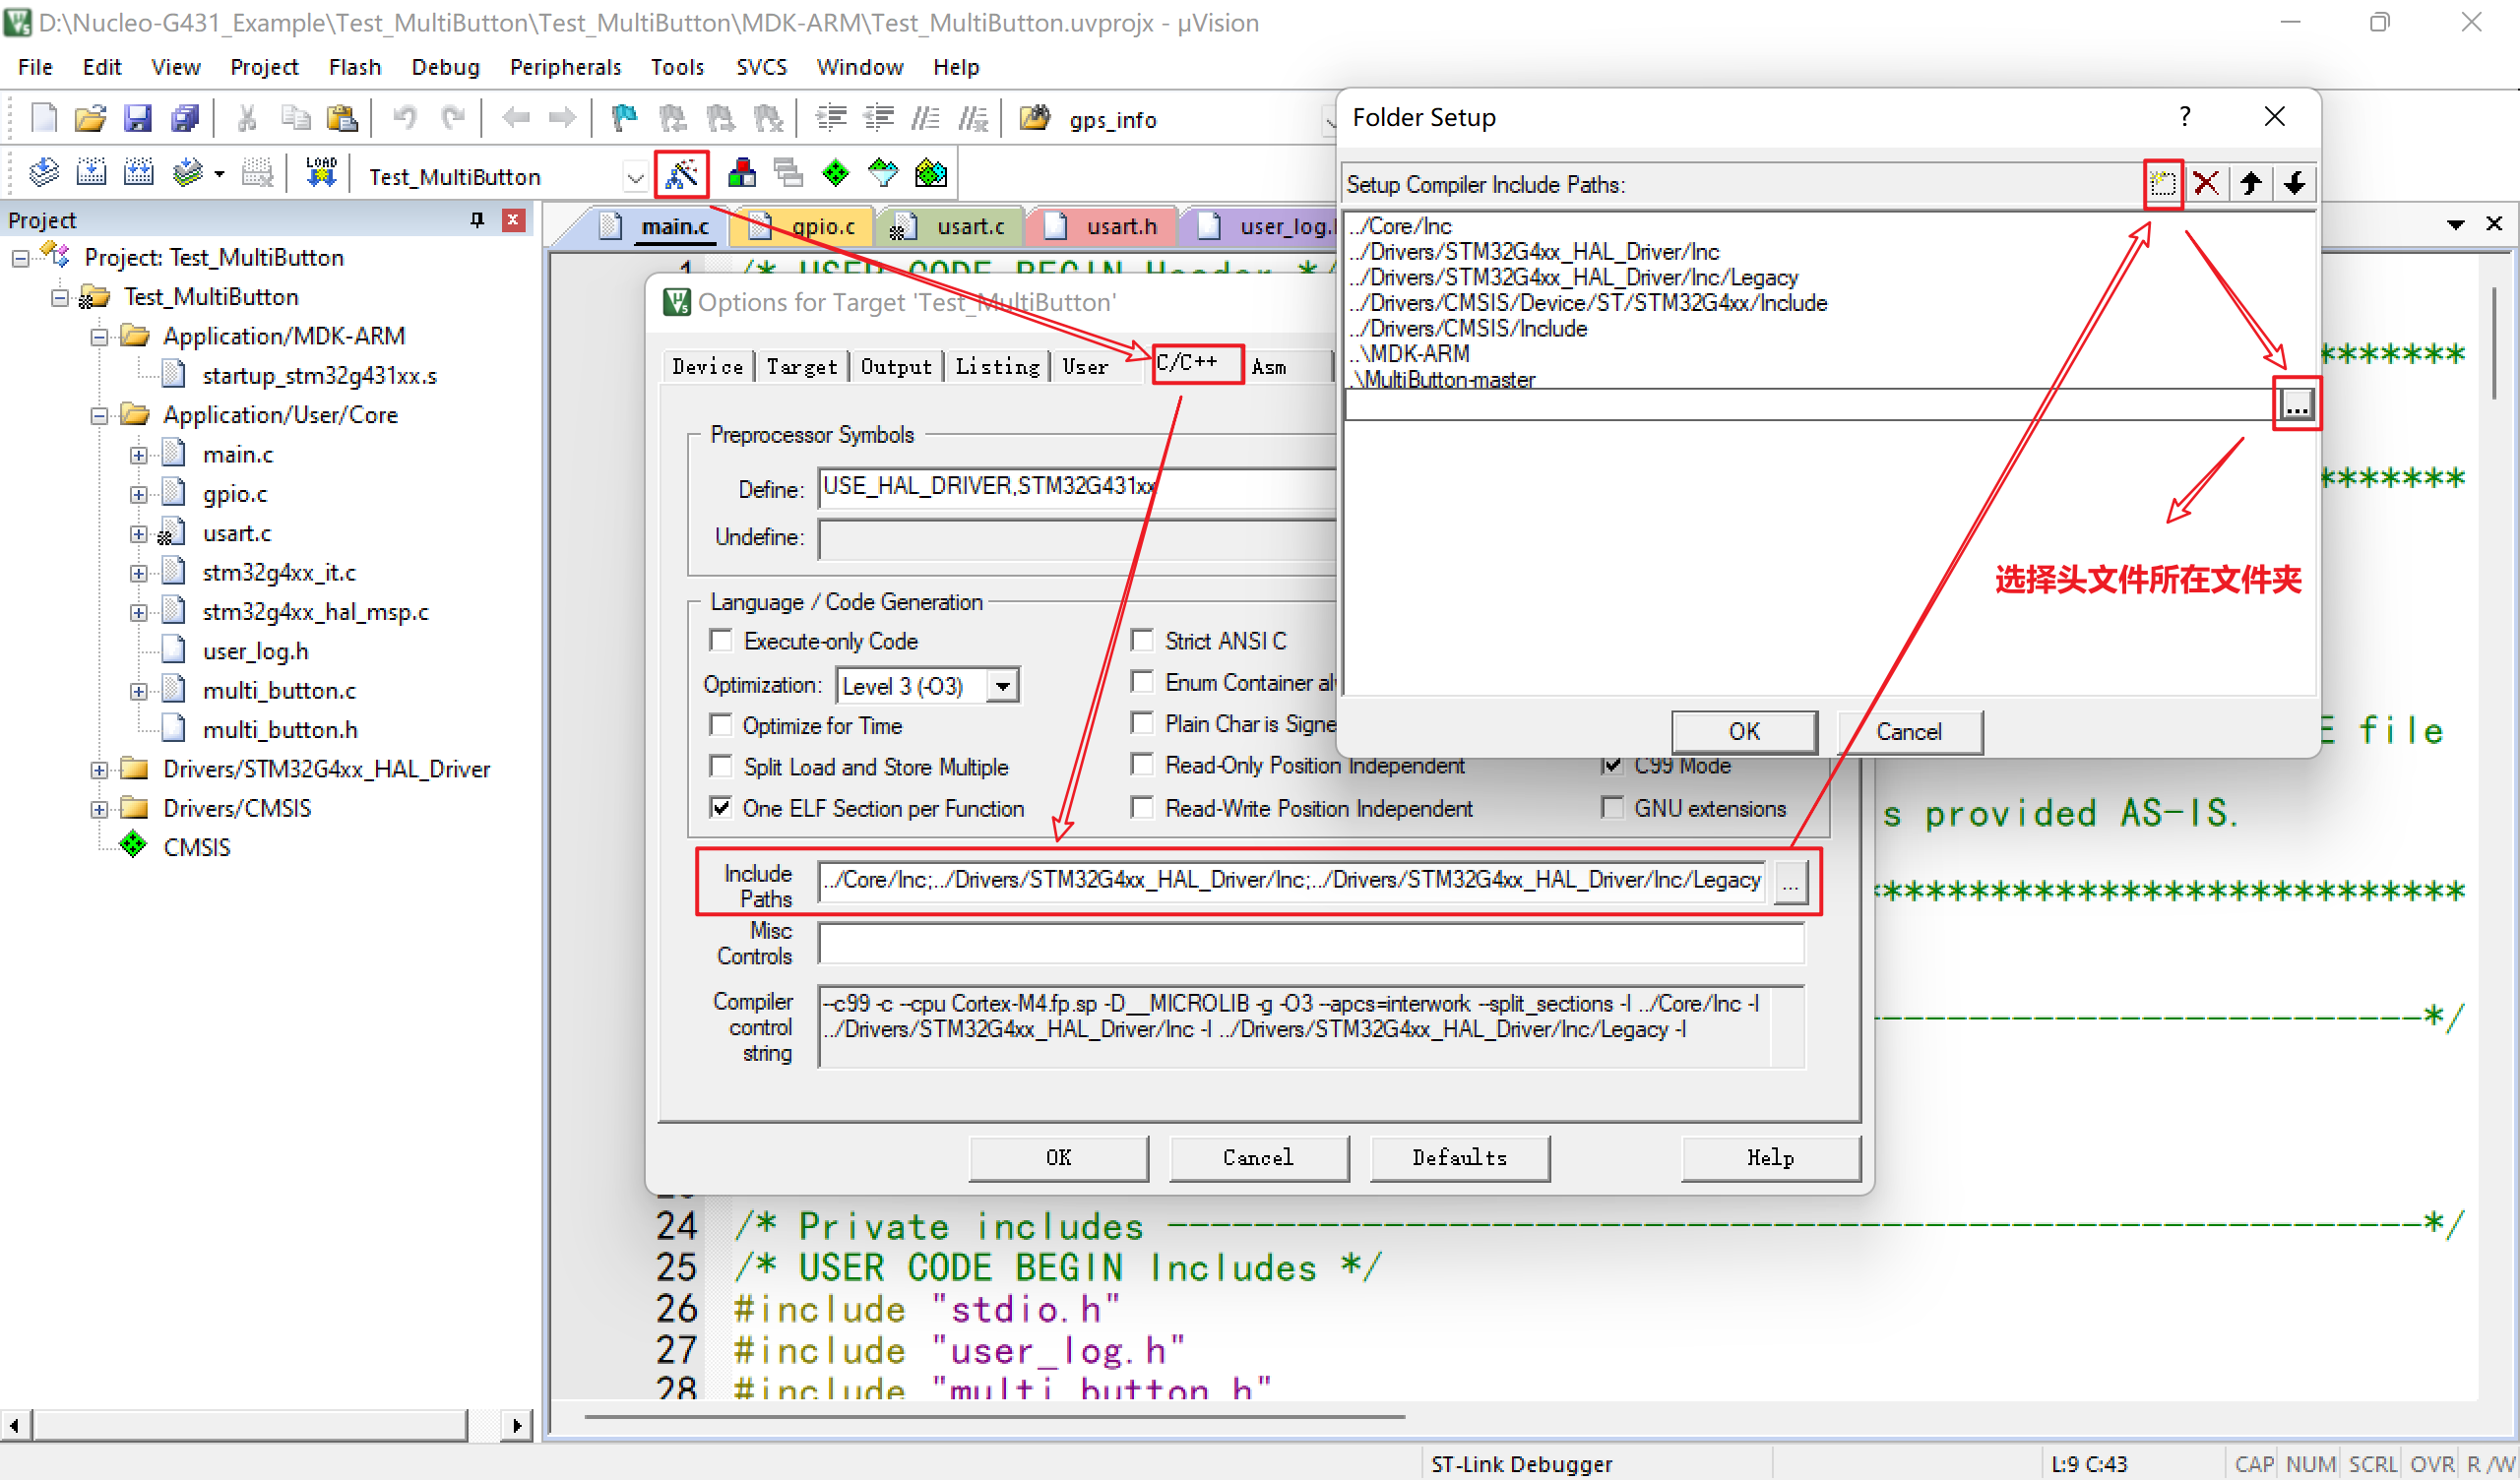 D:\Nucleo-G431_Example\Test_MultiButton\Test_MultiButton\MDK-ARM\Test_MultiButton.uvprojx - µVision
File Edit View Project Flash Debug Peripherals Tools SVCS Window Help
gps_info
LOAD
Test_MultiButton
Project
Project: Test_MultiButton
Test_MultiButton
Application/MDK-ARM
startup_stm32g431xx.s
Application/User/Core
main.c
gpio.c
usart.c
stm32g4xx_it.c
stm32g4xx_hal_msp.c
user_log.h
multi_button.c
multi_button.h
Drivers/STM32G4xx_HAL_Driver
Drivers/CMSIS
CMSIS
main.c gpio.c usart.c usart.h user_log.
1 /* USER CODE BEGIN Header */
Options for Target 'Test_MultiButton'
Device Target Output Listing User C/C++ Asm
Preprocessor Symbols
Define: USE_HAL_DRIVER,STM32G431xx
Undefine:
Language / Code Generation
Execute-only Code
Strict ANSI C
Optimization: Level 3 (-O3)
Enum Container al
Optimize for Time
Plain Char is Signe
Split Load and Store Multiple
Read-Only Position Independent
C99 Mode
One ELF Section per Function
Read-Write Position Independent
GNU extensions
Include Paths
../Core/Inc;../Drivers/STM32G4xx_HAL_Driver/Inc;../Drivers/STM32G4xx_HAL_Driver/Inc/Legacy
...
Misc Controls
Compiler control string
--c99 -c --cpu Cortex-M4.fp.sp -D__MICROLIB -g -O3 --apcs=interwork --split_sections -I ../Core/Inc -I
../Drivers/STM32G4xx_HAL_Driver/Inc -I ../Drivers/STM32G4xx_HAL_Driver/Inc/Legacy -I
OK Cancel Defaults Help
Folder Setup
?
Setup Compiler Include Paths:
../Core/Inc
../Drivers/STM32G4xx_HAL_Driver/Inc
../Drivers/STM32G4xx_HAL_Driver/Inc/Legacy
../Drivers/CMSIS/Device/ST/STM32G4xx/Include
../Drivers/CMSIS/Include
..\MDK-ARM
.\MultiButton-master
...
选择头文件所在文件夹
OK Cancel
*******
*******
E file
s provided AS-IS.
***************************
--------------------------*/
24 /* Private includes ----------------------------------------------------------*/
25 /* USER CODE BEGIN Includes */
26 #include "stdio.h"
27 #include "user_log.h"
28 #include "multi_button.h"
ST-Link Debugger
L:9 C:43
CAP NUM SCRL OVR R/W